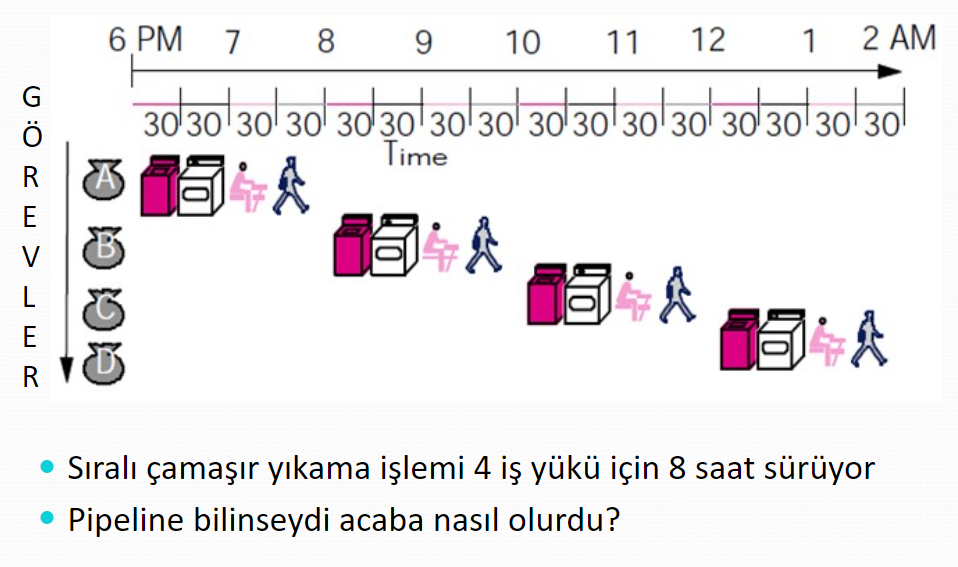 6 PM 7 8 9 10 11 12 1 2 AM
30 30 30 30 30 30 30 30 30 30 30 30 30 30 30 30
Time
GÖREVLER
A
B
C
D
• Sıralı çamaşır yıkama işlemi 4 iş yükü için 8 saat sürüyor
• Pipeline bilinseydi acaba nasıl olurdu?